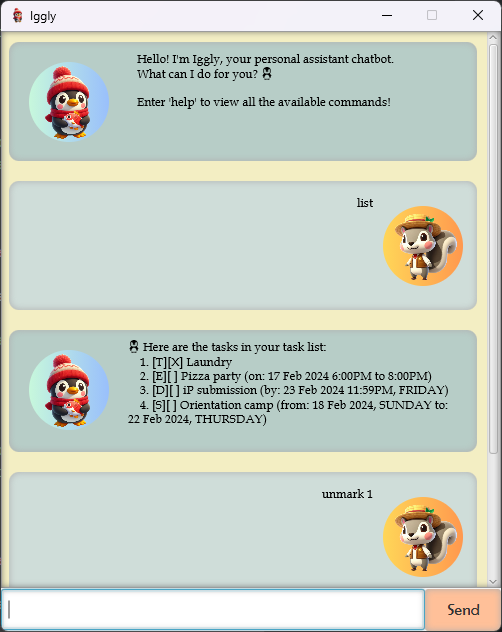 Iggly
Hello! I'm Iggly, your personal assistant chatbot.
What can I do for you? 🐧
Enter 'help' to view all the available commands!
list
🐧 Here are the tasks in your task list:
1. [T][X] Laundry
2. [E][ ] Pizza party (on: 17 Feb 2024 6:00PM to 8:00PM)
3. [D][ ] iP submission (by: 23 Feb 2024 11:59PM, FRIDAY)
4. [S][ ] Orientation camp (from: 18 Feb 2024, SUNDAY to:
22 Feb 2024, THURSDAY)
unmark 1
Send